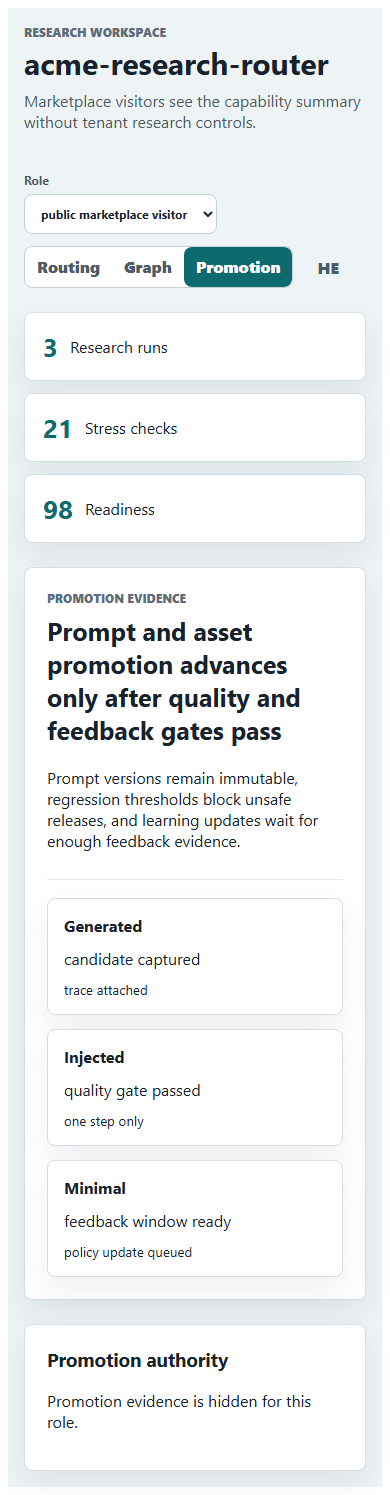 RESEARCH WORKSPACE
acme-research-router
Marketplace visitors see the capability summary
without tenant research controls.
Role
public marketplace visitor
Routing Graph Promotion HE
3 Research runs
21 Stress checks
98 Readiness
PROMOTION EVIDENCE
Prompt and asset
promotion advances
only after quality and
feedback gates pass
Prompt versions remain immutable,
regression thresholds block unsafe
releases, and learning updates wait for
enough feedback evidence.
Generated
candidate captured
trace attached
Injected
quality gate passed
one step only
Minimal
feedback window ready
policy update queued
Promotion authority
Promotion evidence is hidden for this
role.